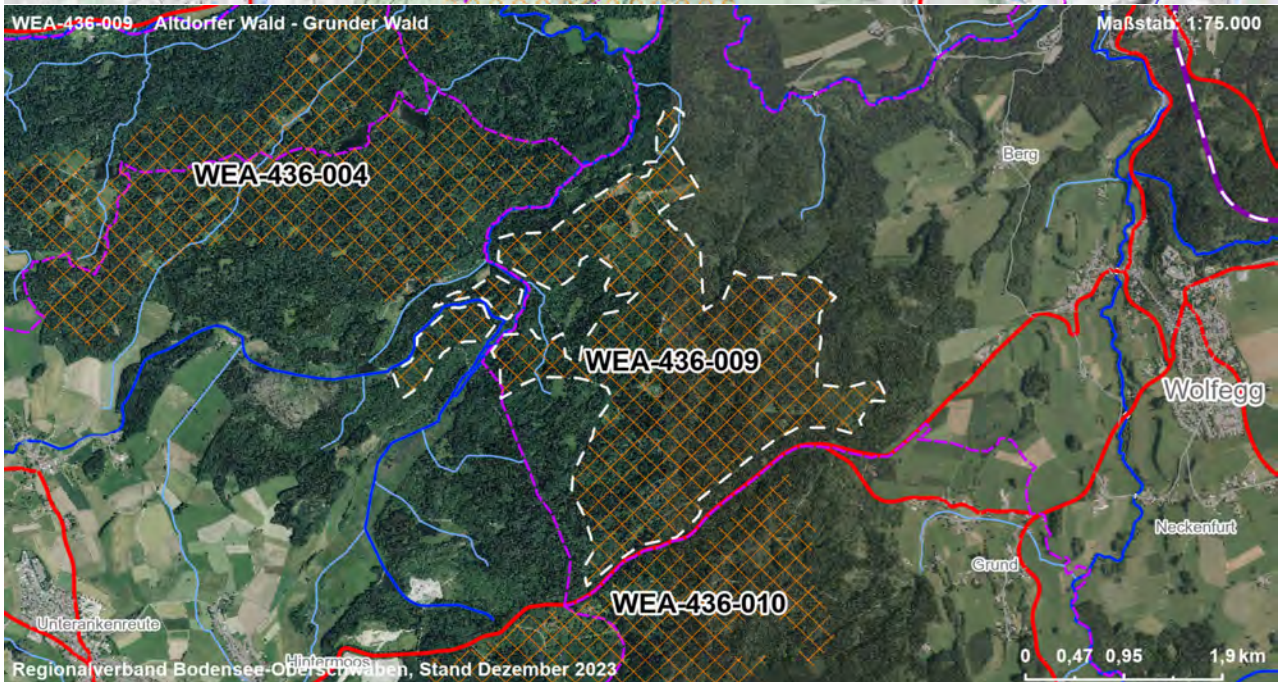 WEA-436-009 Altdorfer Wald - Grunder Wald
Maßstab: 1:75.000
Berg
WEA-436-004
WEA-436-009
Wolfegg
Neckenfurt
Grund
WEA-436-010
Unterankenreute
Hintermoos
0 0,47 0,95 1,9 km
Regionalverband Bodensee-Oberschwaben, Stand Dezember 2023